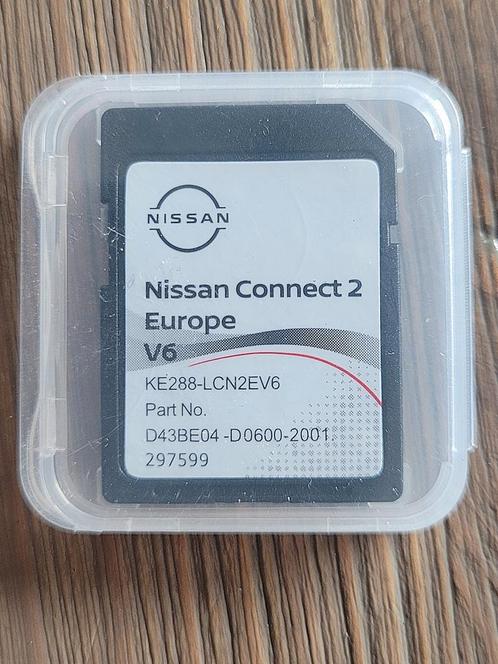 NISSAN
Nissan Connect 2
Europe
V6
KE288-LCN2EV6
Part No.
D43BE04 -D0600-2001.
297599